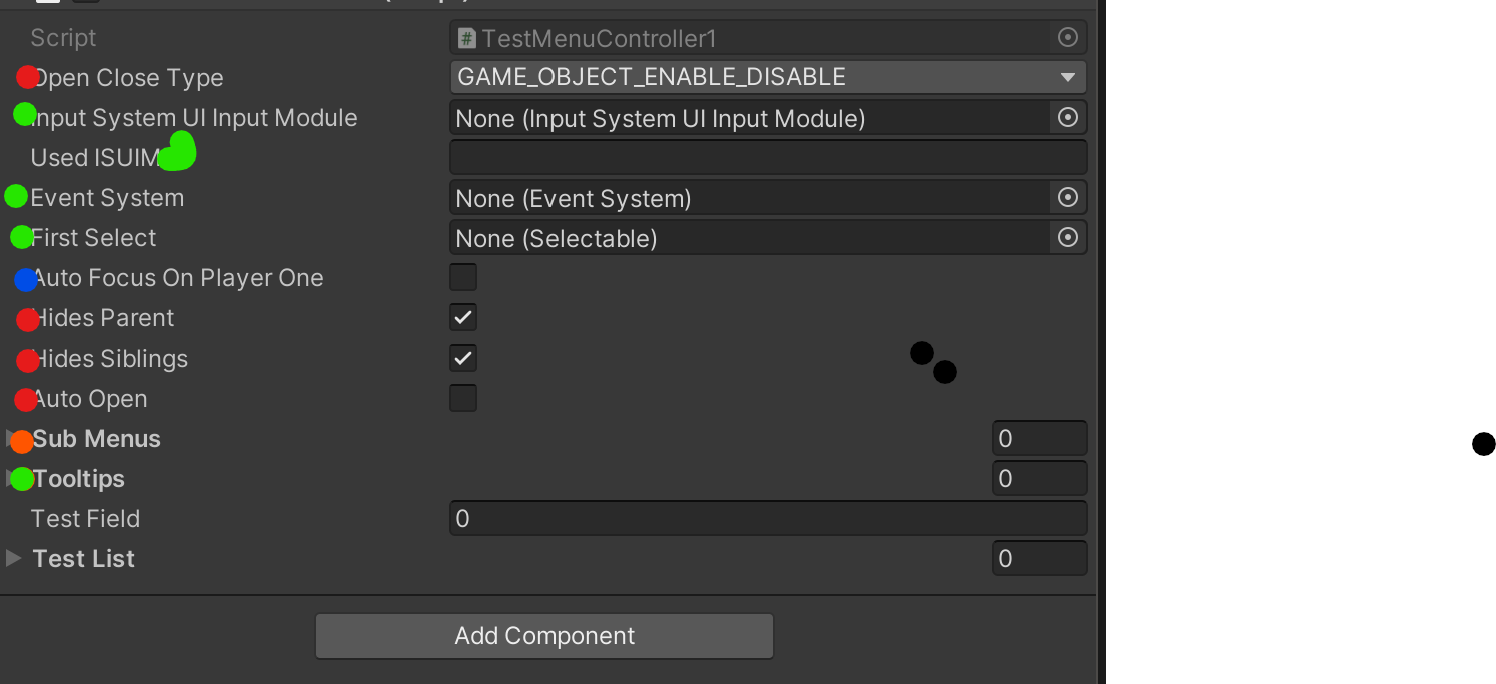 Script # TestMenuController1
Open Close Type GAME_OBJECT_ENABLE_DISABLE
Input System UI Input Module None (Input System UI Input Module)
Used ISUIM
Event System None (Event System)
First Select None (Selectable)
Auto Focus On Player One
Hides Parent
Hides Siblings
Auto Open
Sub Menus 0
Tooltips 0
Test Field 0
Test List 0
Add Component